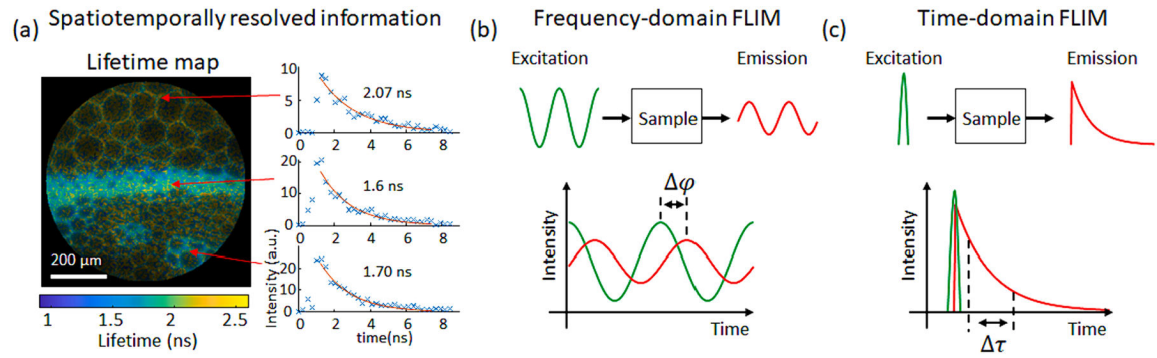 Spatiotemporally resolved information
(a)
Lifetime map
200 µm
1 1.5 2 2.5
Lifetime (ns)
10
5
0
2.07 ns
0 2 4 6 8
20
10
0
1.6 ns
0 2 4 6 8
20
10
0
1.70 ns
0 2 4 6 8
Intensity (a.u.)
time(ns)
Frequency-domain FLIM
(b)
Excitation
Emission
Sample
Δφ
Intensity
Time
Time-domain FLIM
(c)
Excitation
Emission
Sample
Intensity
Time
Δτ